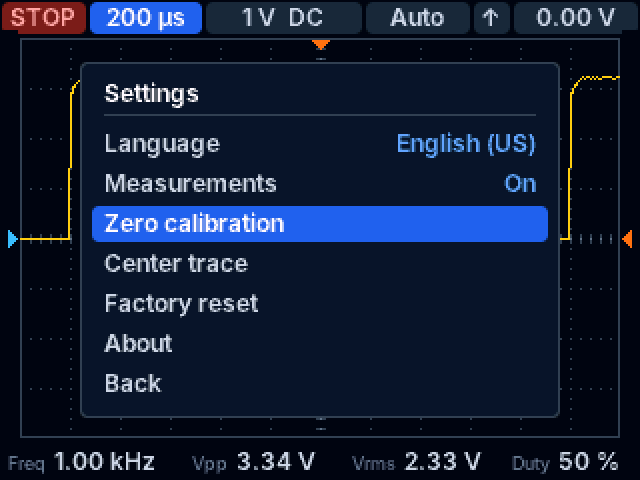 STOP 200 µs 1 V DC Auto ↑ 0.00 V
Settings
Language English (US)
Measurements On
Zero calibration
Center trace
Factory reset
About
Back
Freq 1.00 kHz Vpp 3.34 V Vrms 2.33 V Duty 50 %